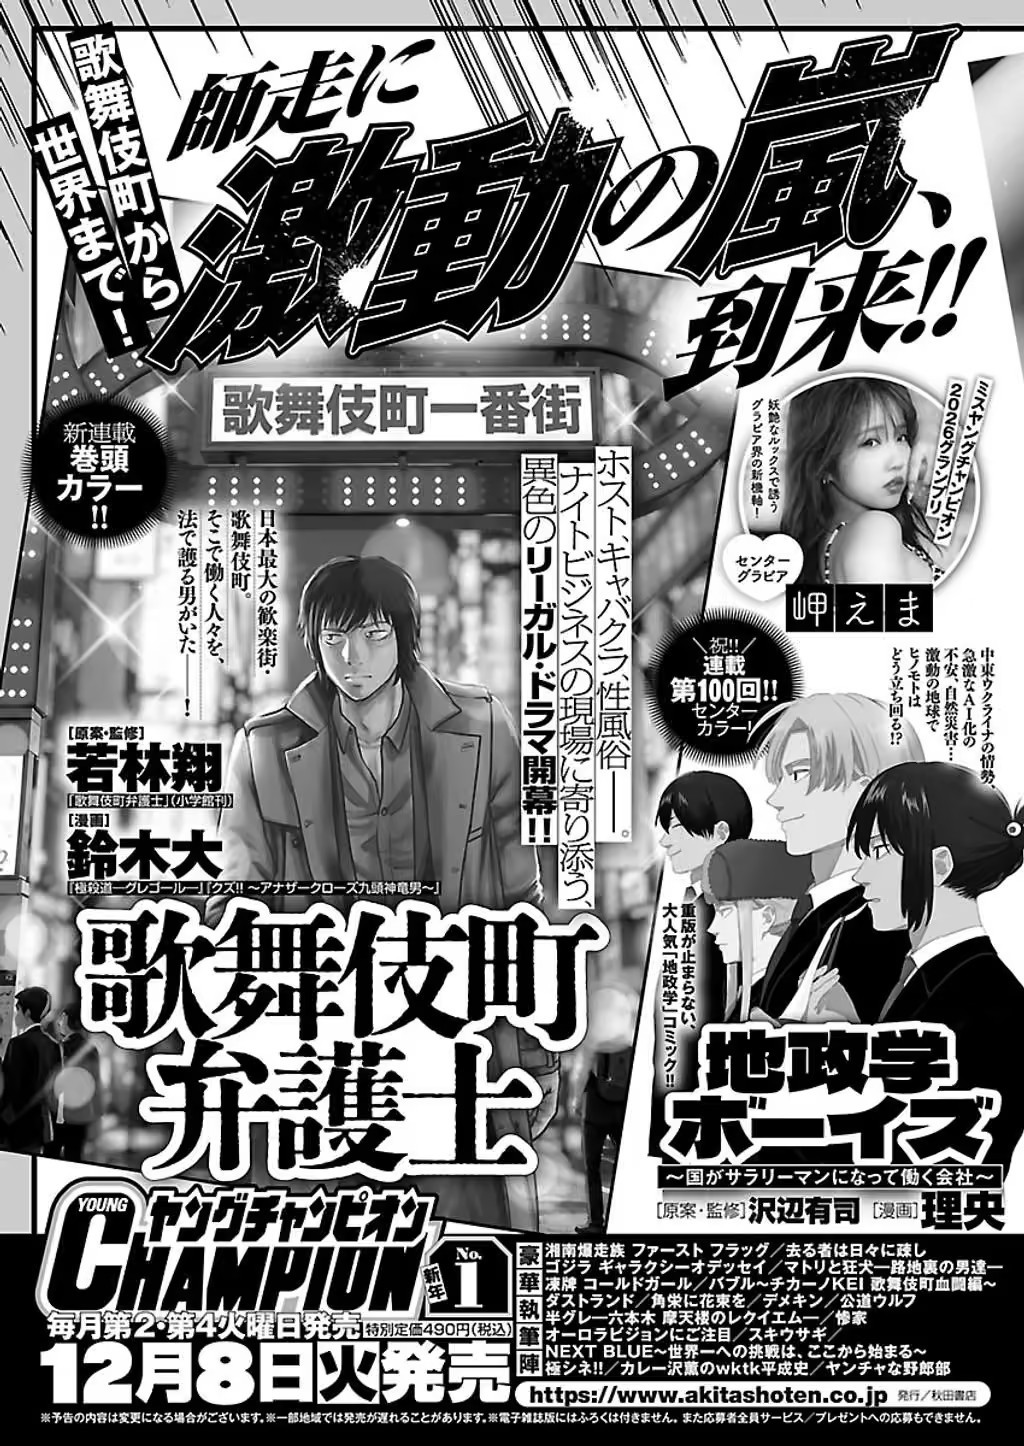 歌舞伎町から
世界まで！
師走に
激動の嵐、
到来!!
歌舞伎町一番街
新連載
巻頭
カラー
!!
ホスト、キャバクラ、性風俗――。
ナイトビジネスの現場に寄り添う、
異色のリーガル・ドラマ開幕!!
日本最大の歓楽街・
歌舞伎町。
そこで働く人々を、
法で護る男がいた――！
[原案・監修]
若林翔
『歌舞伎町弁護士』(小学館刊)
[漫画]
鈴木大
『極殺道―グレゴール―』『クズ!! ～アナザークローズ九頭神竜男～』
歌舞伎町
弁護士
ミスヤングチャンピオン
2026グランプリ
妖艶なルックスで誘う
グラビア界の新機軸！
センター
グラビア
岬えま
祝!!
連載
第100回!!
センター
カラー!
中東ウクライナの情勢、
急激なAI化の
不安、自然災害…
激動の地球で
ヒノモトは
どう立ち回る!?
重版が止まらない、
大人気「地政学」コミック!!
地政学
ボーイズ
～国がサラリーマンになって働く会社～
[原案・監修]沢辺有司 [漫画]理央
YOUNG
ヤングチャンピオン
CHAMPION
新年
No.
1
毎月第2・第4火曜日発売
特別定価490円(税込)
12月8日火発売
豪華執筆陣
湘南爆走族 ファースト フラッグ／去る者は日々に疎し
ゴジラ ギャラクシーオデッセイ／マトリと狂犬―路地裏の男達―
凍牌 コールドガール／バブル～チカーノKEI 歌舞伎町血闘編～
ダストランド／角栄に花束を／デメキン／公道ウルフ
半グレ―六本木 摩天楼のレクイエム―／惨家
オーロラビジョンにご注目／スキウサギ／
NEXT BLUE～世界一への挑戦は、ここから始まる～
極シネ!!／カレー沢薫のwktk平成史／ヤンチャな野郎部
https://www.akitashoten.co.jp
発行／秋田書店
※予告の内容は変更になる場合がございます。※一部地域では発売が遅れることがあります。※電子雑誌版にはふろくは付きません。また応募者全員サービス／プレゼントへの応募もできません。